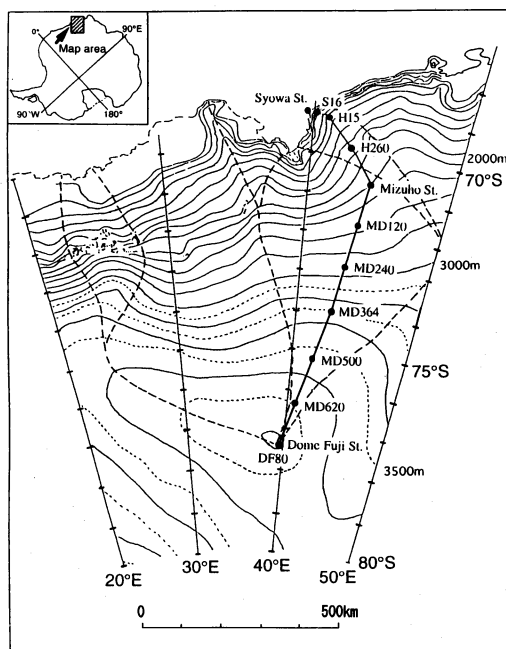 0°
90°E
Map area
90°W
180°
Syowa St.
S16
H15
H260
2000m
70°S
Mizuho St.
MD120
3000m
MD240
MD364
75°S
MD500
MD620
Dome Fuji St.
DF80
3500m
80°S
50°E
40°E
30°E
20°E
0
500km